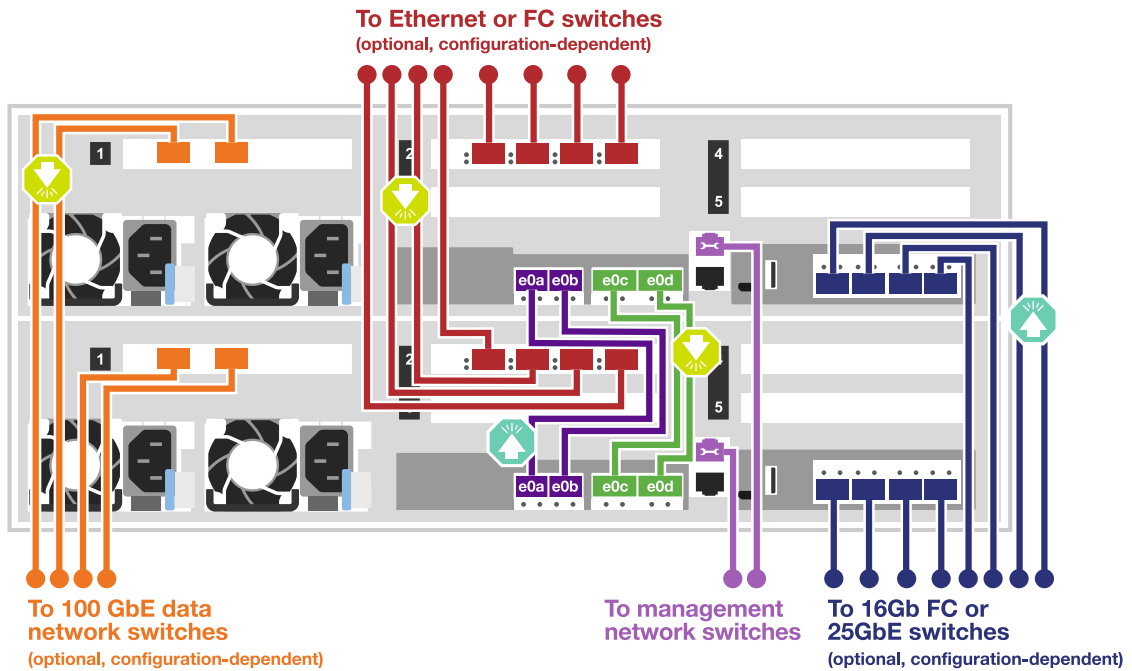 To Ethernet or FC switches
(optional, configuration-dependent)
1
2
4
5
e0a e0b e0c e0d
1
2
5
e0a e0b e0c e0d
To 100 GbE data
network switches
(optional, configuration-dependent)
To management
network switches
To 16Gb FC or
25GbE switches
(optional, configuration-dependent)